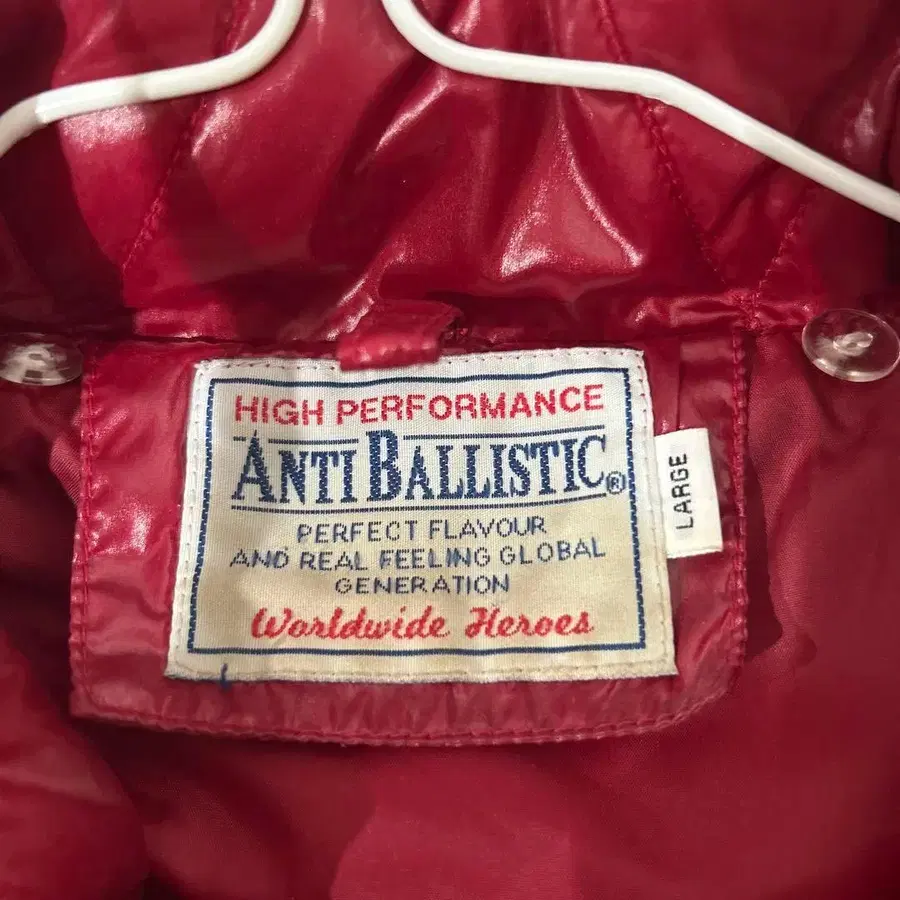 HIGH PERFORMANCE
ANTI BALLISTIC®
PERFECT FLAVOUR
AND REAL FEELING GLOBAL
GENERATION
Worldwide Heroes
LARGE